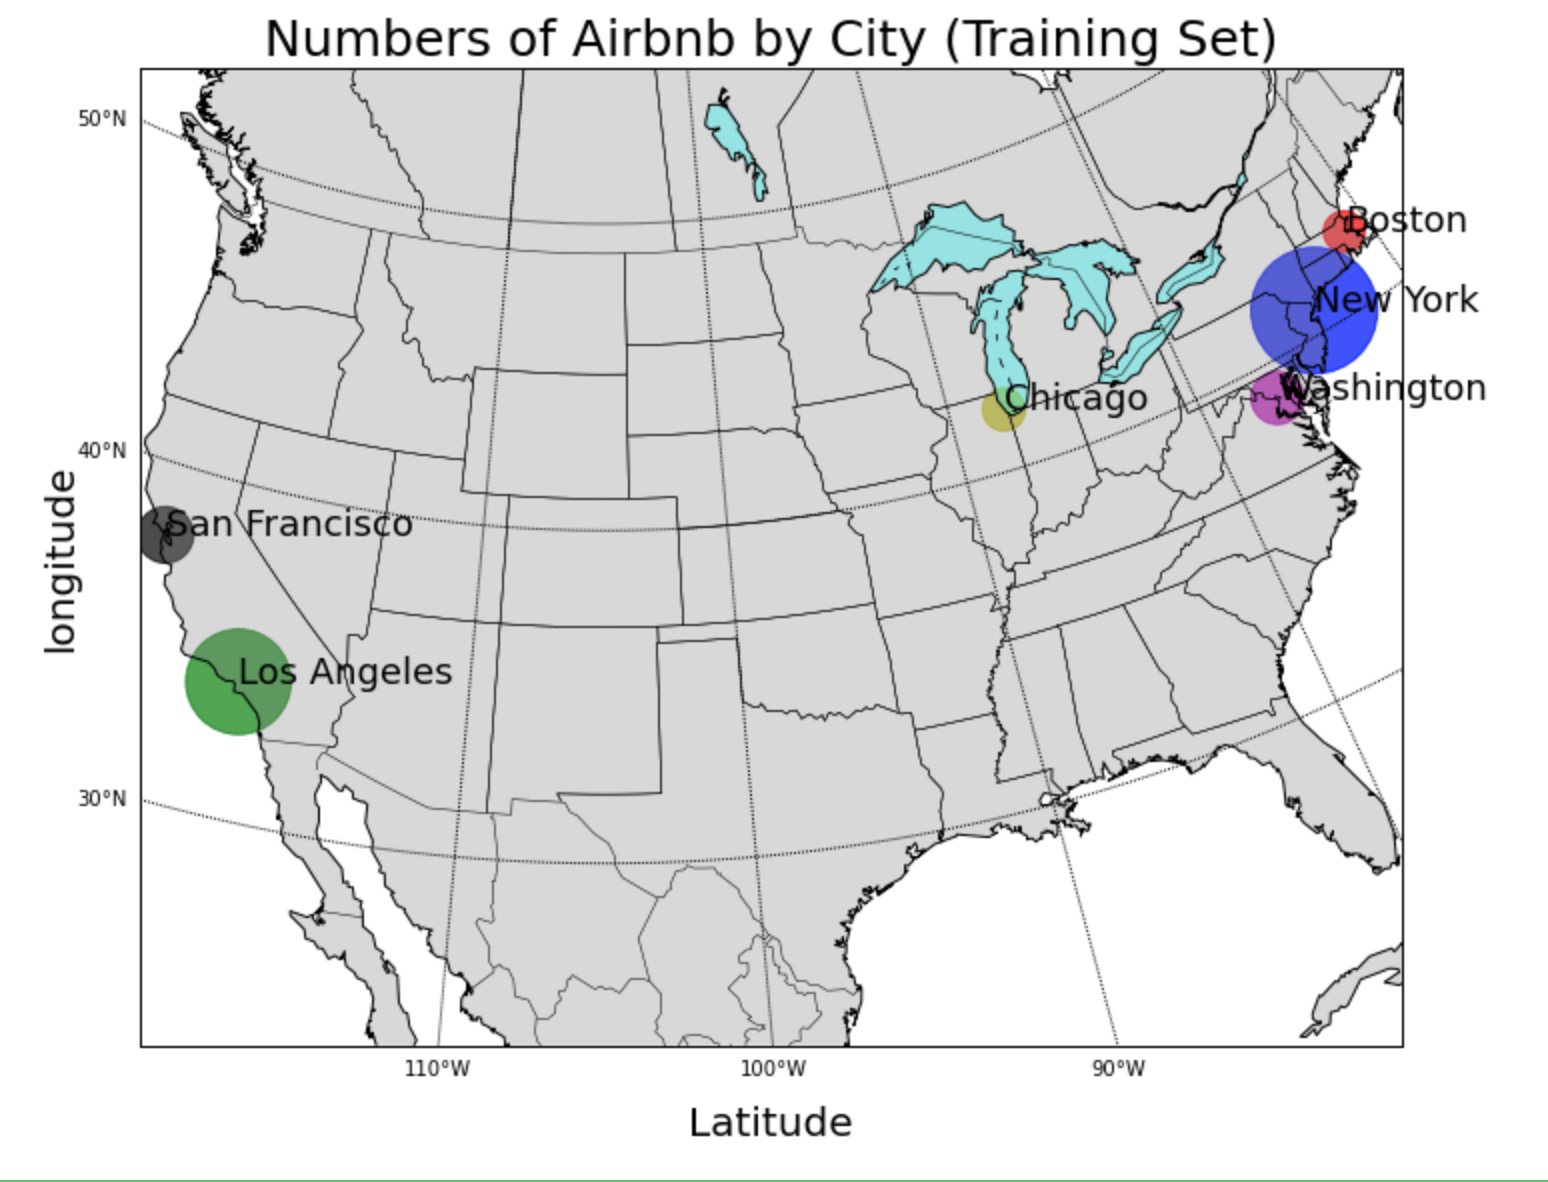 Numbers of Airbnb by City (Training Set)
50°N
Boston
New York
Washington
Chicago
40°N
longitude
San Francisco
Los Angeles
30°N
110°W
100°W
90°W
Latitude